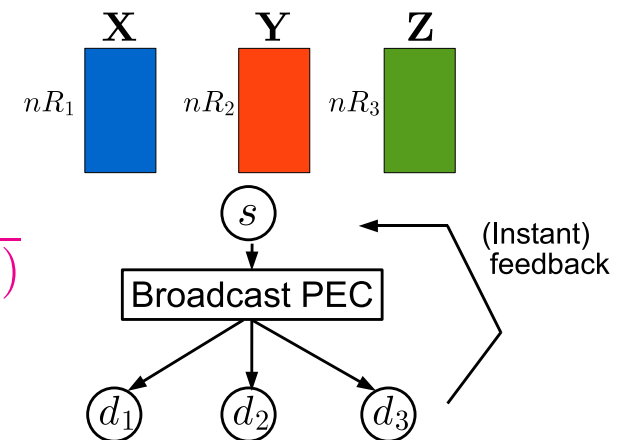 X Y Z
nR₁ nR₂ nR₃
s
(Instant)
feedback
)
Broadcast PEC
d₁ d₂ d₃